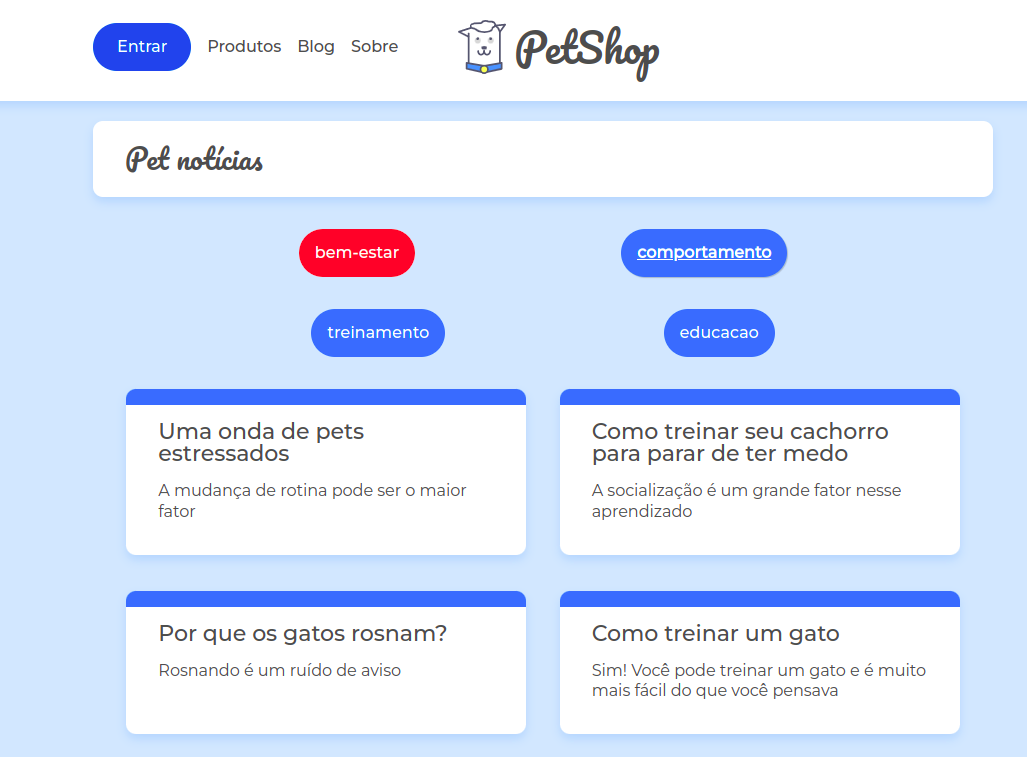 Entrar Produtos Blog Sobre PetShop
Pet notícias
bem-estar
comportamento
treinamento
educacao
Uma onda de pets
estressados
A mudança de rotina pode ser o maior
fator
Como treinar seu cachorro
para parar de ter medo
A socialização é um grande fator nesse
aprendizado
Por que os gatos rosnam?
Rosnando é um ruído de aviso
Como treinar um gato
Sim! Você pode treinar um gato e é muito
mais fácil do que você pensava